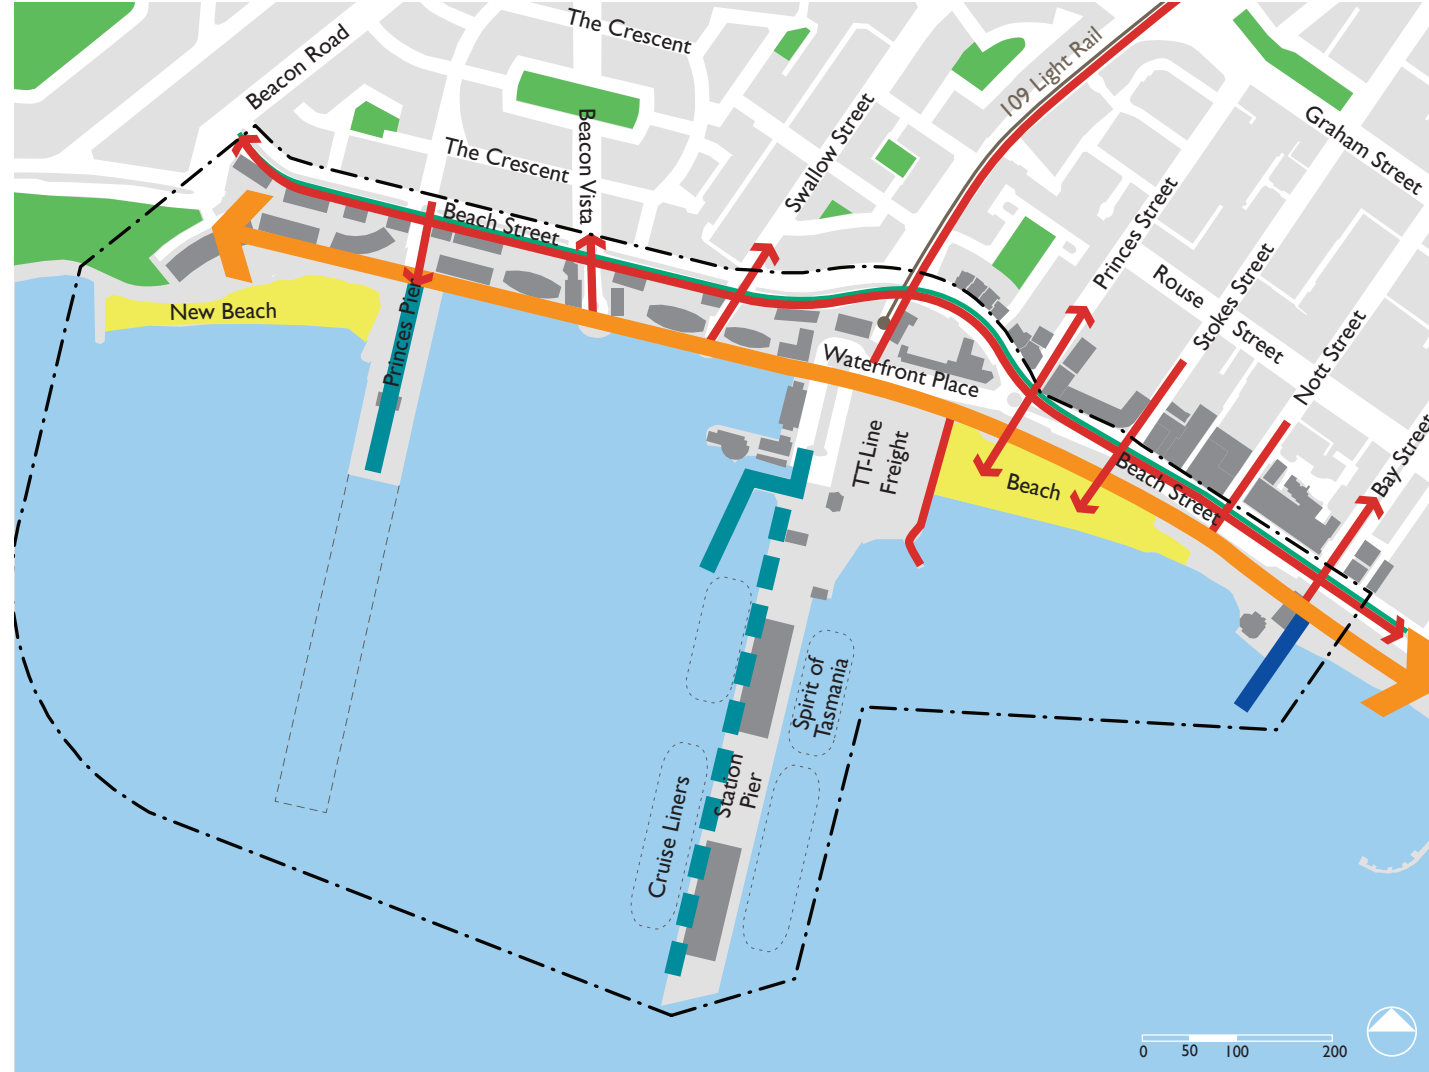 The Crescent
Beacon Road
109 Light Rail
Graham Street
Beacon Vista
The Crescent
Swallow Street
Princes Street
Beach Street
Rouse
Street
Stokes Street
New Beach
Princes Pier
Nott Street
Waterfront Place
Bay Street
TT-Line
Freight
Beach
Beach Street
Spirit of
Tasmania
Station
Pier
Cruise Liners
0 50 100 200